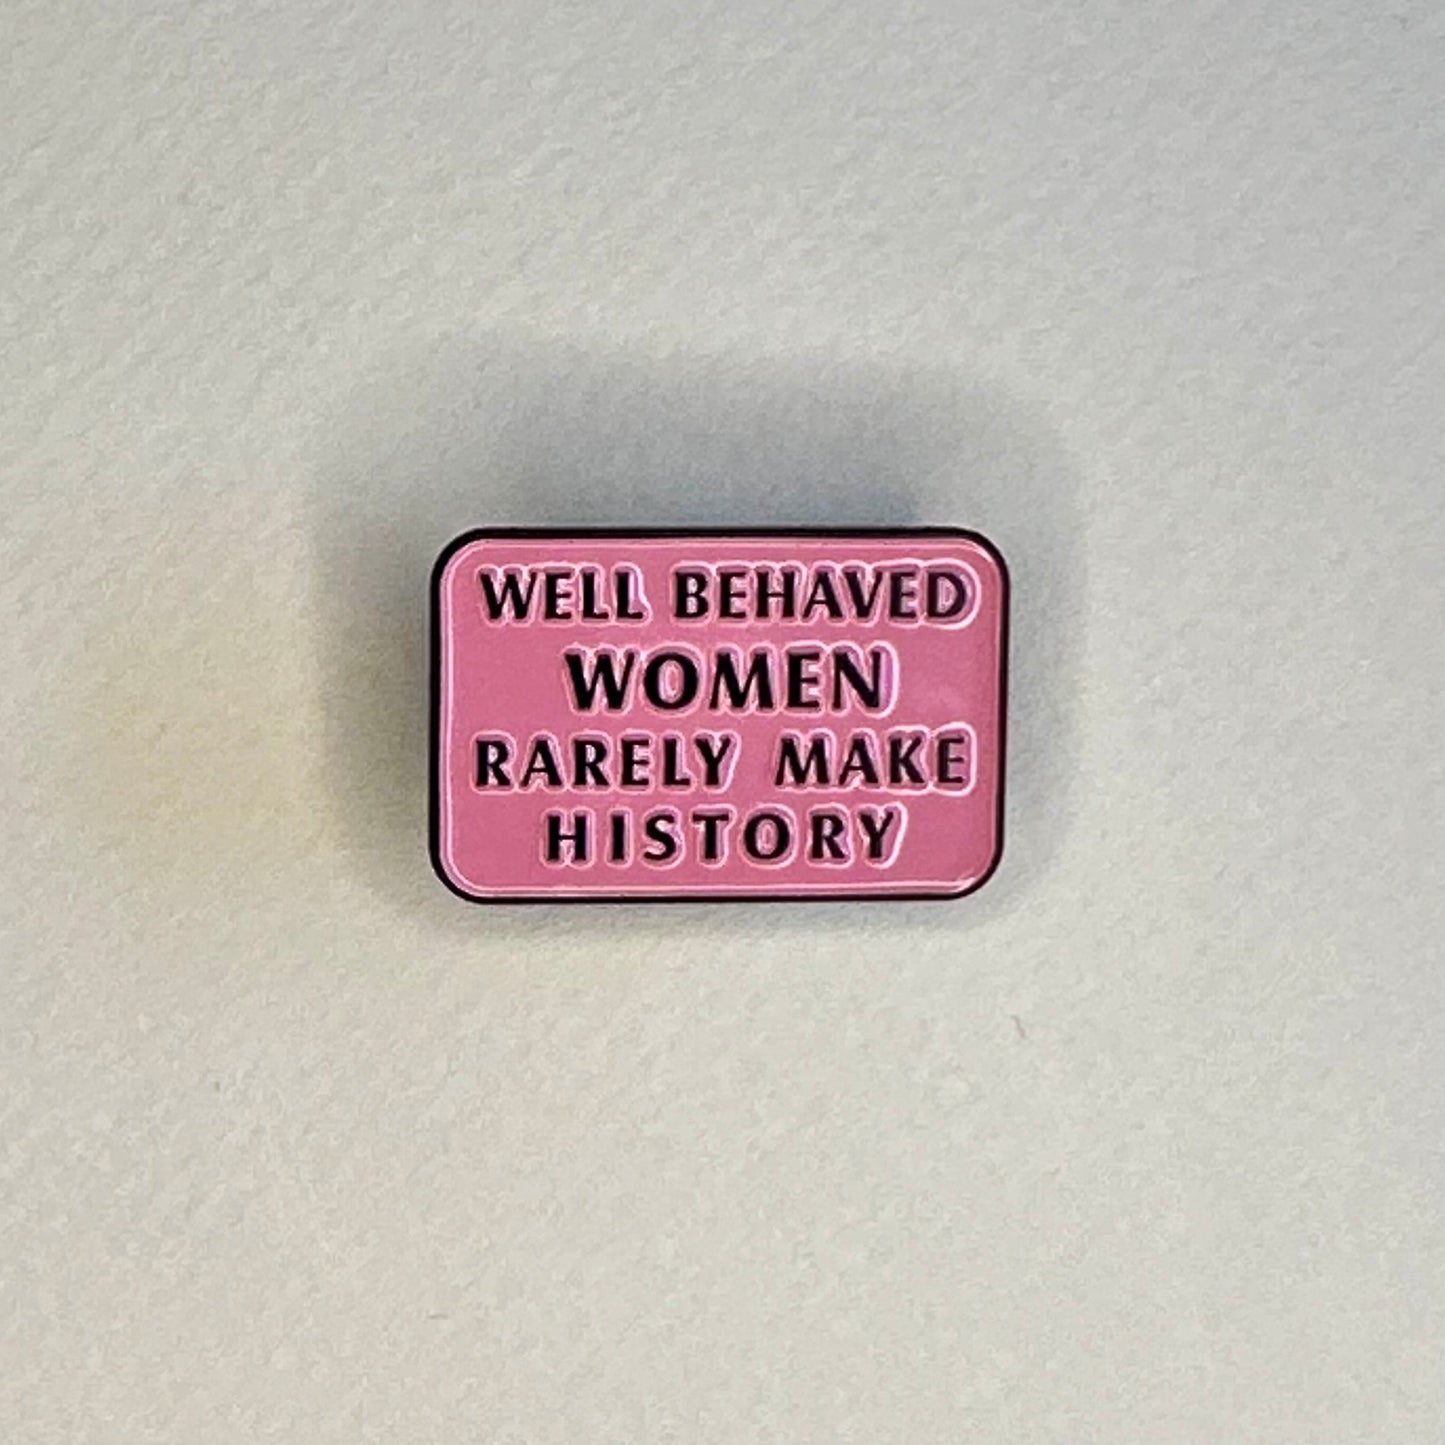 WELL BEHAVED
WOMEN
RARELY MAKE
HISTORY